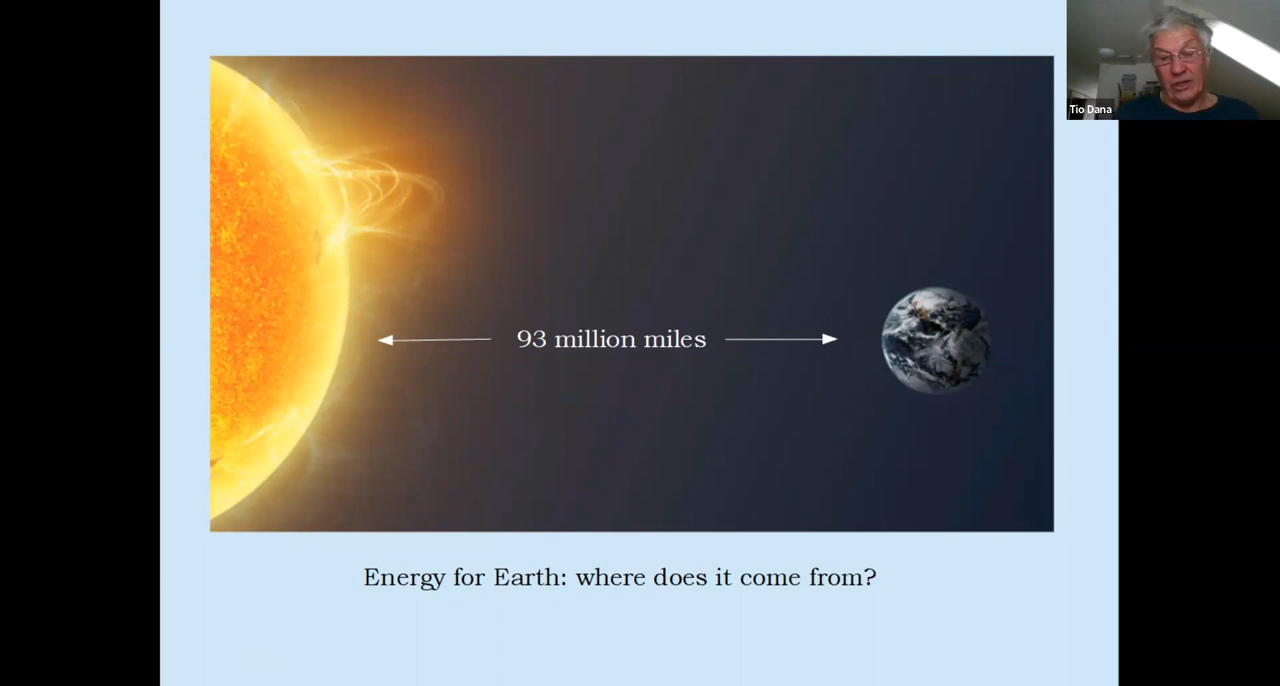 93 million miles
Energy for Earth: where does it come from?
Tio Dana